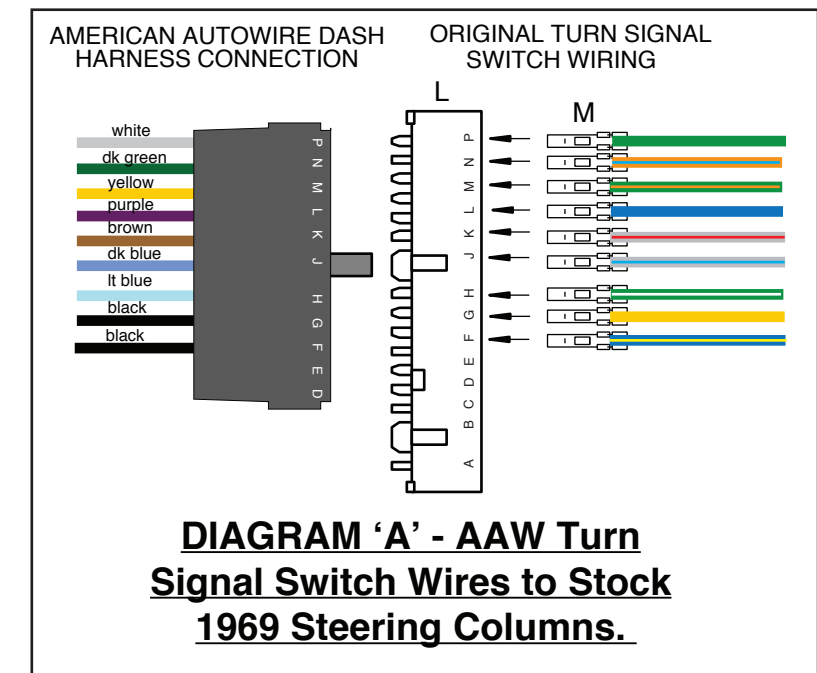 AMERICAN AUTOWIRE DASH
HARNESS CONNECTION
ORIGINAL TURN SIGNAL
SWITCH WIRING
L
M
white
dk green
yellow
purple
brown
dk blue
lt blue
black
black
P
N
M
L
K
J
H
G
F
E
D
P
N
M
L
K
J
H
G
F
E
D
C
B
A
DIAGRAM ‘A’ - AAW Turn
Signal Switch Wires to Stock
1969 Steering Columns.